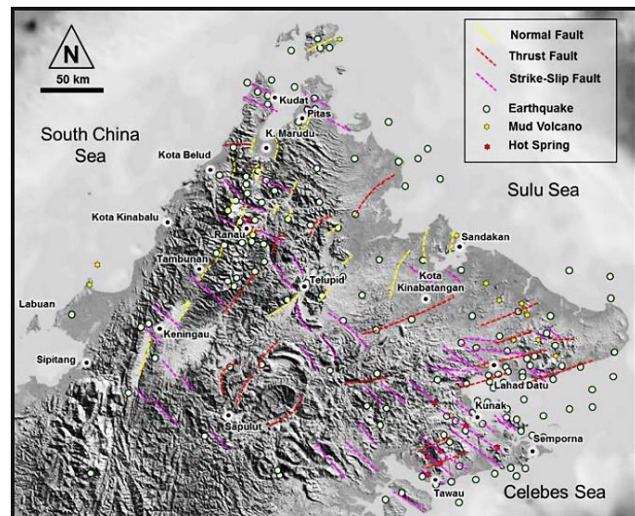 N
50 km
South China
Sea
Sulu Sea
Celebes Sea
Normal Fault
Thrust Fault
Strike-Slip Fault
Earthquake
Mud Volcano
Hot Spring
Kudat
Pitas
K. Marudu
Kota Belud
Kota Kinabalu
Ranau
Tambunan
Telupid
Sandakan
Kota
Kinabatangan
Labuan
Keningau
Sipitang
Lahad Datu
Kunak
Sapulut
Semporna
Tawau